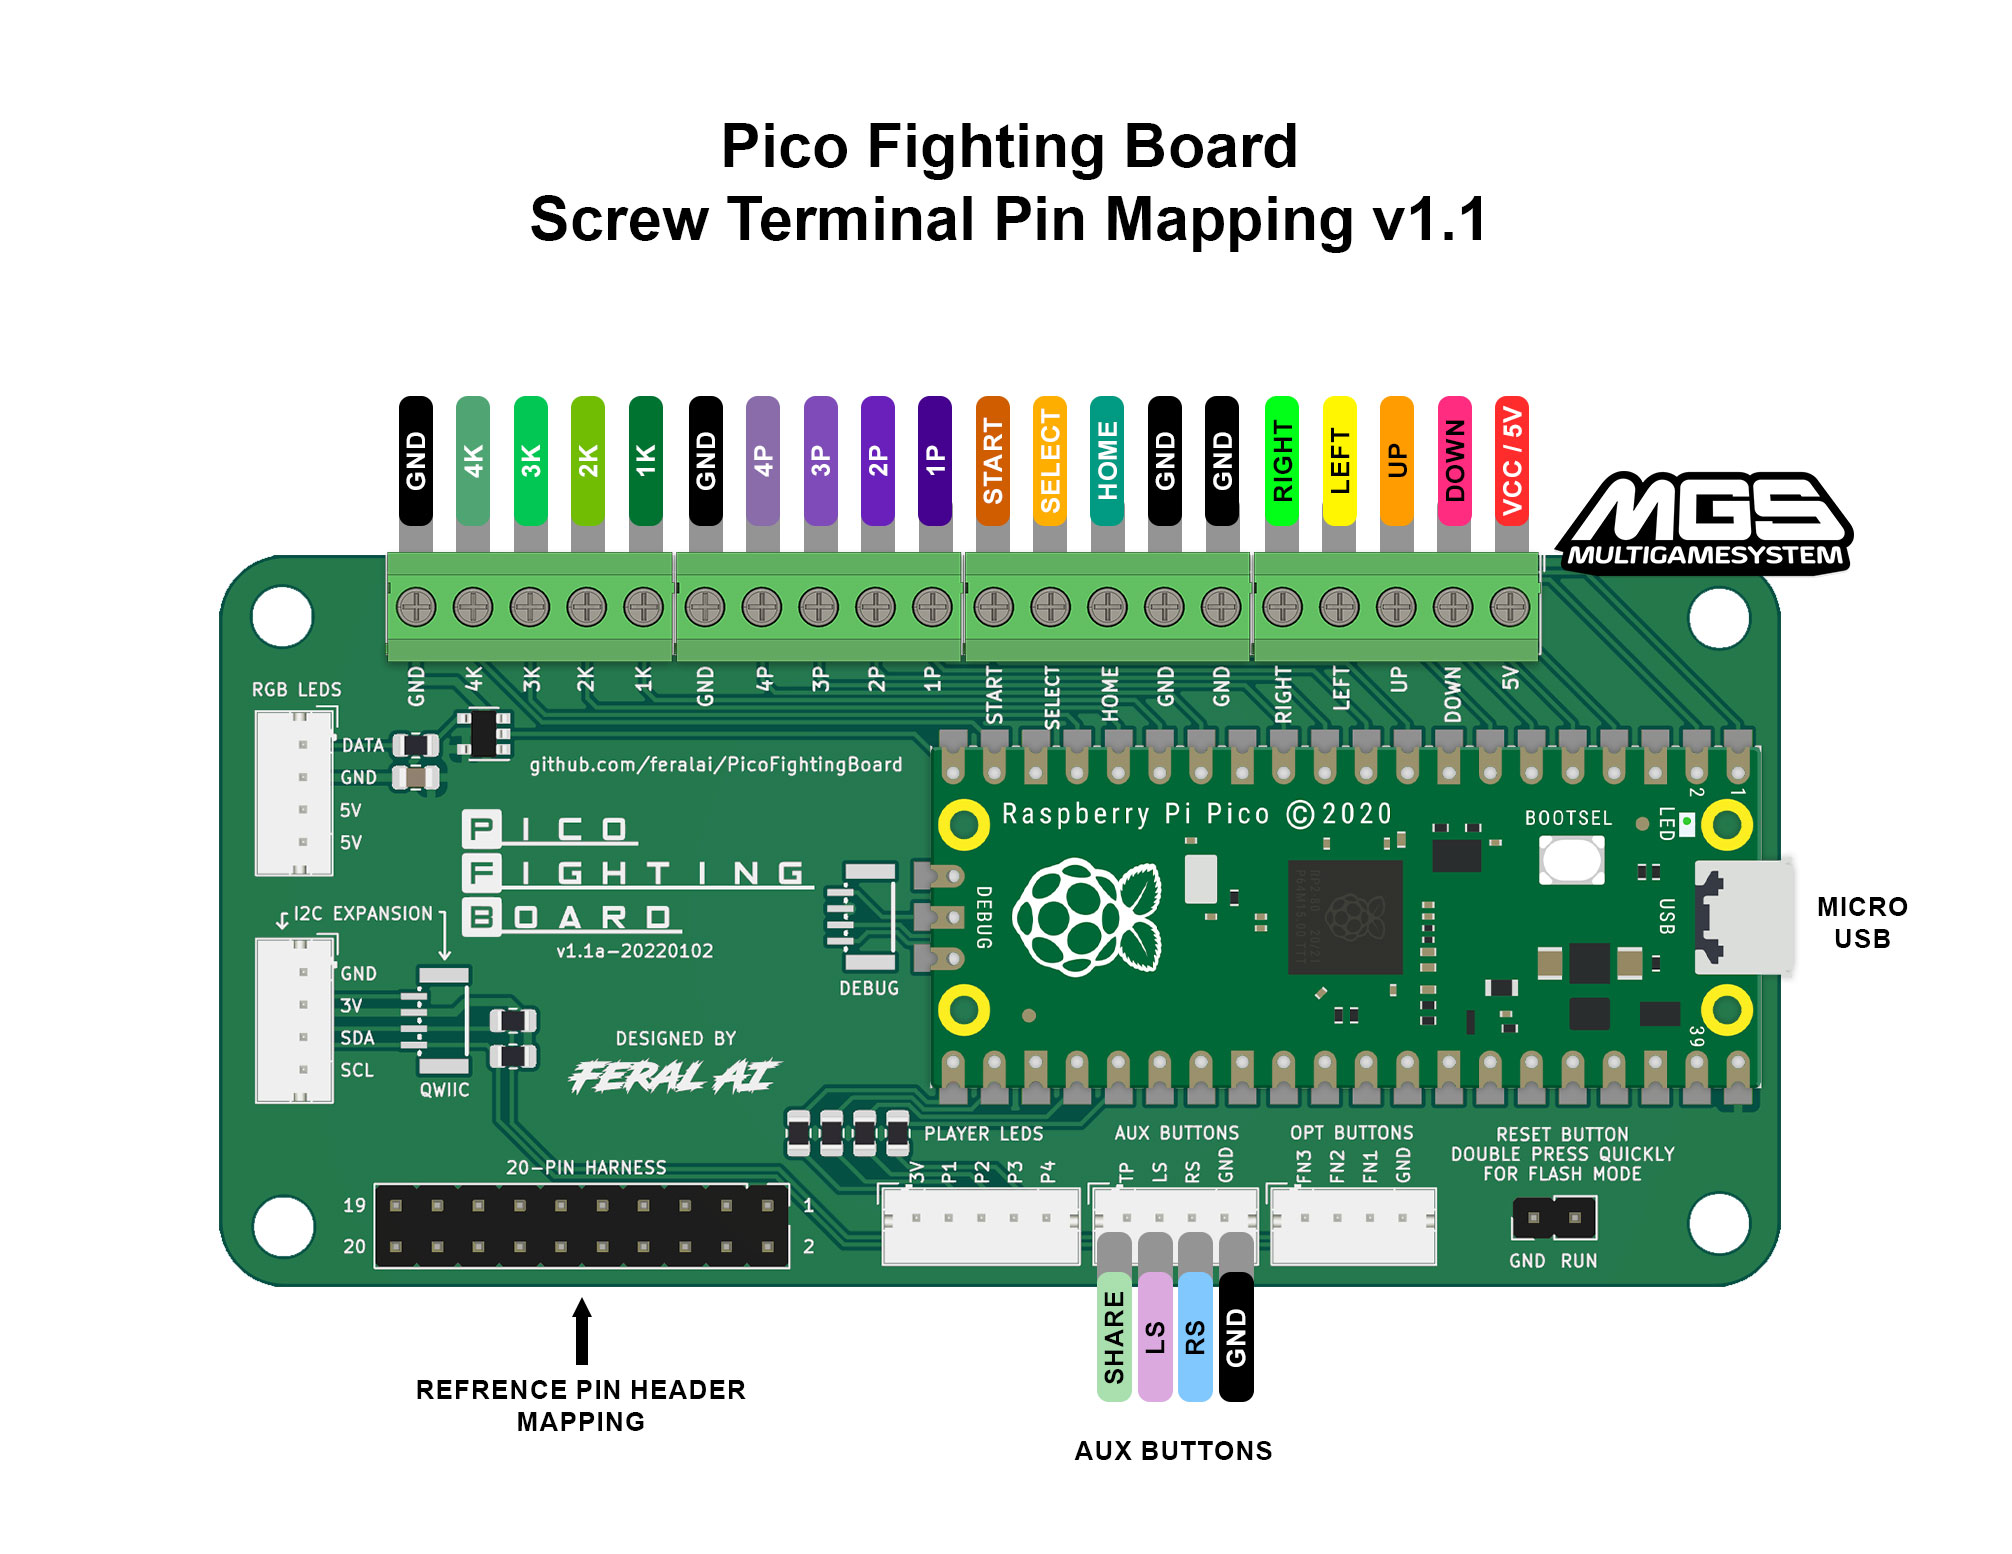 Pico Fighting Board
Screw Terminal Pin Mapping v1.1
GND
4K
3K
2K
1K
GND
4P
3P
2P
1P
START
SELECT
HOME
GND
GND
RIGHT
LEFT
UP
DOWN
VCC / 5V
MGS
MULTIGAMESYSTEM
GND
4K
3K
2K
1K
GND
4P
3P
2P
1P
START
SELECT
HOME
GND
GND
RIGHT
LEFT
UP
DOWN
5V
RGB LEDS
DATA
GND
5V
5V
github.com/feralai/PicoFightingBoard
PICO
FIGHTING
BOARD
v1.1a-20220102
I2C EXPANSION
GND
3V
SDA
SCL
QWIIC
DEBUG
DESIGNED BY
FERAL AI
Raspberry Pi Pico ©2020
DEBUG
BOOTSEL
LED
2
1
USB
39
RP2-B0 20/21
P64M15.00 TTT
MICRO
USB
20-PIN HARNESS
19
1
20
2
PLAYER LEDS
3V
P1
P2
P3
P4
AUX BUTTONS
TP
LS
RS
GND
OPT BUTTONS
FN3
FN2
FN1
GND
RESET BUTTON
DOUBLE PRESS QUICKLY
FOR FLASH MODE
GND RUN
SHARE
LS
RS
GND
REFRENCE PIN HEADER
MAPPING
AUX BUTTONS